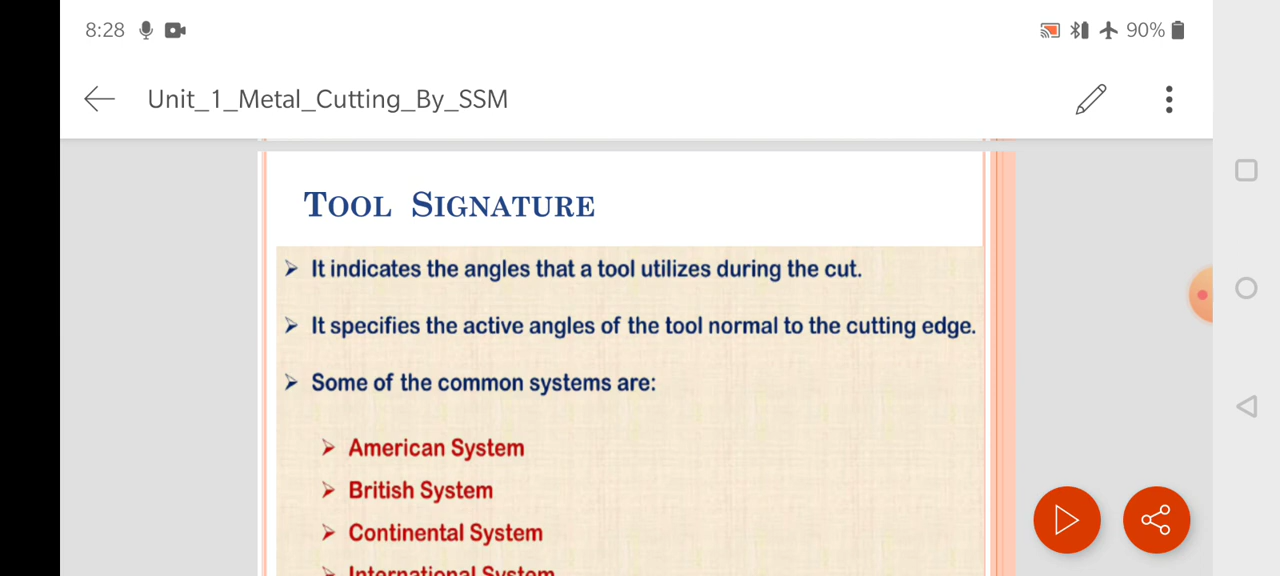 8:28
90%
Unit_1_Metal_Cutting_By_SSM
TOOL SIGNATURE
It indicates the angles that a tool utilizes during the cut.
It specifies the active angles of the tool normal to the cutting edge.
Some of the common systems are:
American System
British System
Continental System
International System